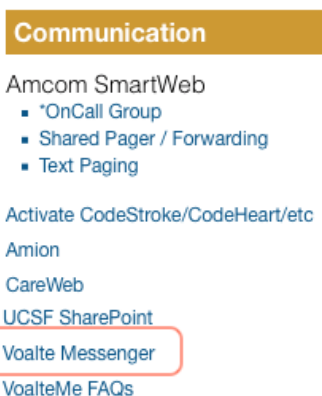 Communication
Amcom SmartWeb
*OnCall Group
Shared Pager / Forwarding
Text Paging
Activate CodeStroke/CodeHeart/etc
Amion
CareWeb
UCSF SharePoint
Voalte Messenger
VoalteMe FAQs